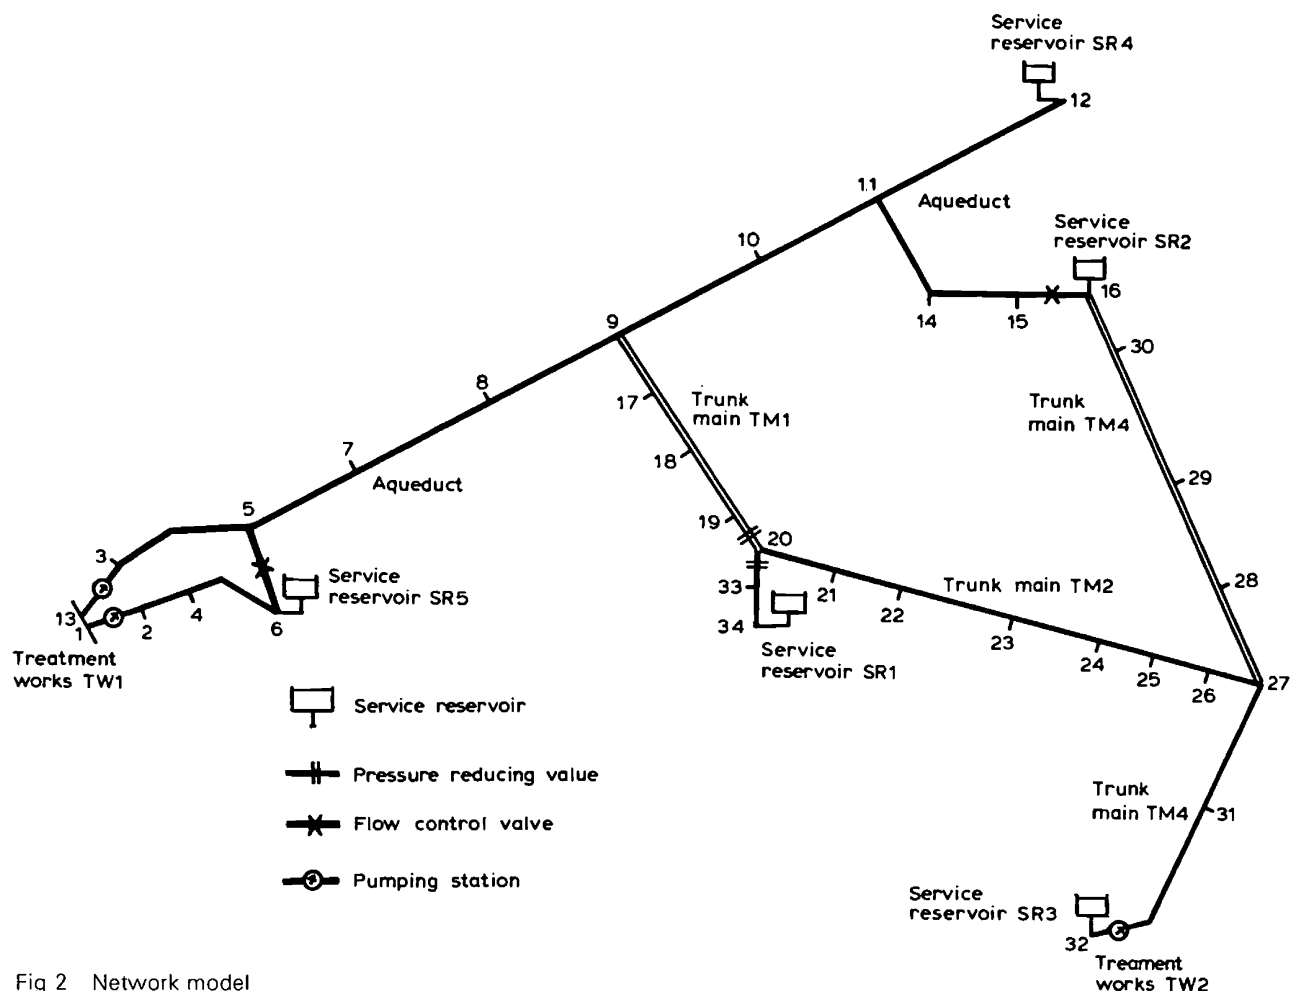 Service
reservoir SR4
12
11
Aqueduct
Service
reservoir SR2
10
16
14
15
9
30
8
17
Trunk
main TM1
Trunk
main TM4
18
7
Aqueduct
29
5
19
20
3
Service
reservoir SR5
33
21
22
Trunk main TM2
28
13
1
2
4
6
34
23
24
25
26
27
Treatment
works TW1
Service
reservoir SR1
Service reservoir
Pressure reducing value
Flow control valve
Pumping station
Trunk
main TM4
31
Service
reservoir SR3
32
Treament
works TW2
Fig 2 Network model